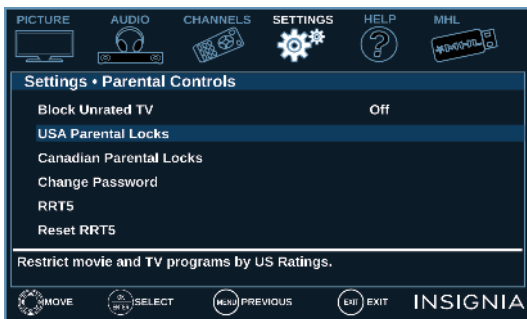 PICTURE AUDIO CHANNELS SETTINGS HELP MHL
Settings • Parental Controls
Block Unrated TV Off
USA Parental Locks
Canadian Parental Locks
Change Password
RRT5
Reset RRT5
Restrict movie and TV programs by US Ratings.
MOVE OK ENTER SELECT MENU PREVIOUS EXIT EXIT INSIGNIA